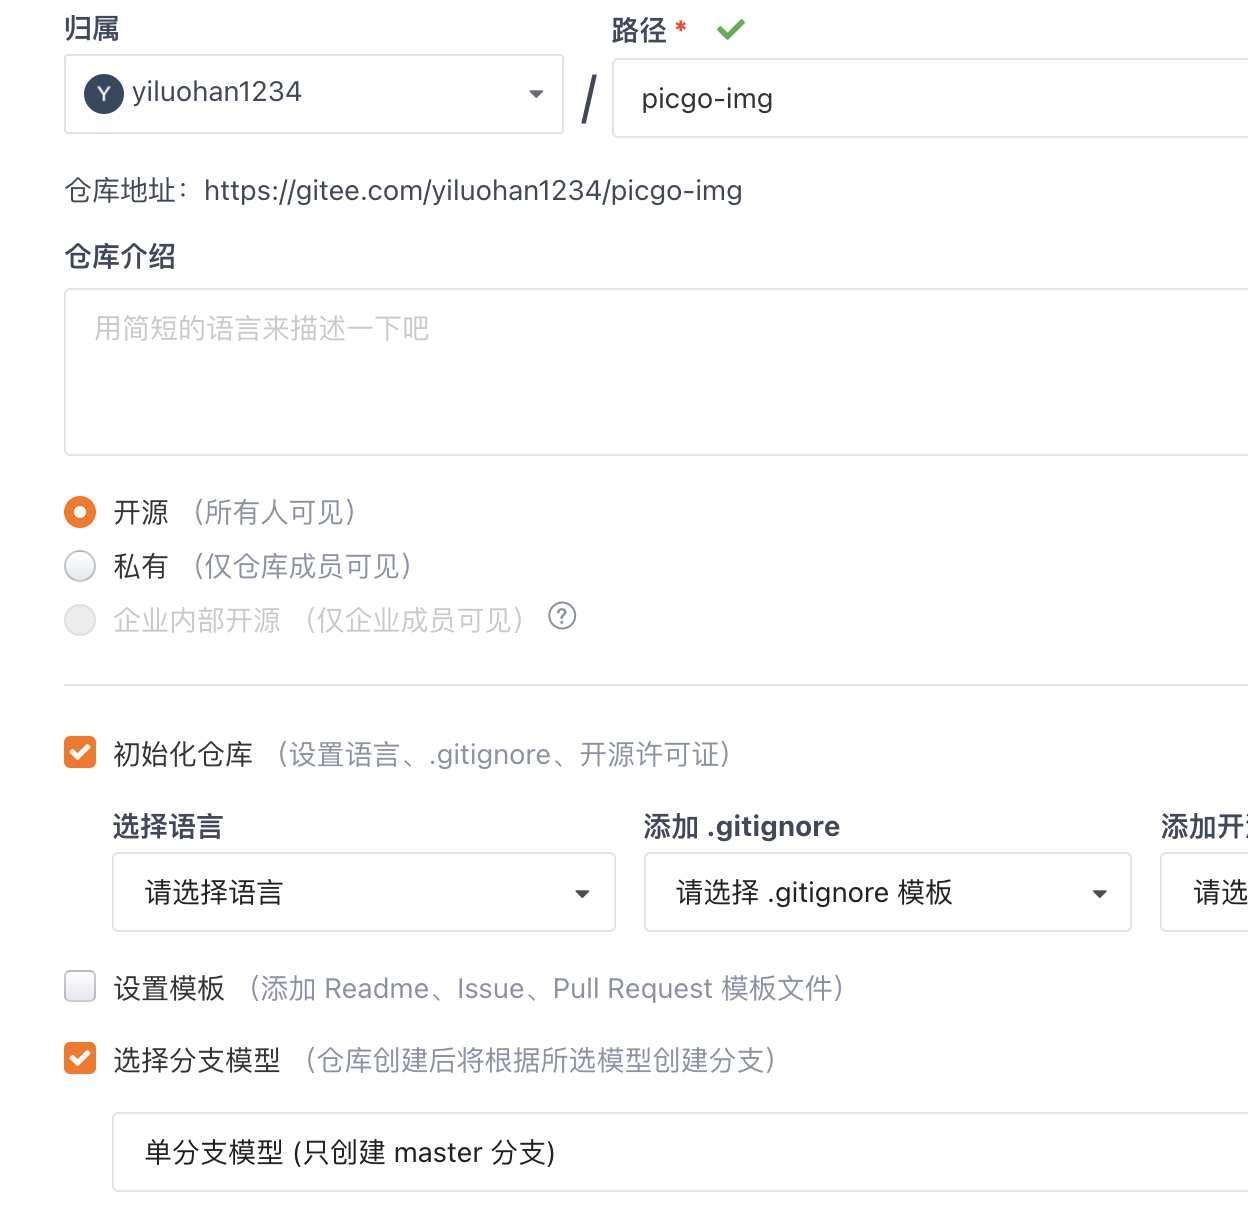 归属
路径 *
Y yiluohan1234
/
picgo-img
仓库地址：https://gitee.com/yiluohan1234/picgo-img
仓库介绍
用简短的语言来描述一下吧
开源 （所有人可见）
私有 （仅仓库成员可见）
企业内部开源 （仅企业成员可见） ?
初始化仓库 （设置语言、.gitignore、开源许可证）
选择语言 添加 .gitignore 添加开
请选择语言 请选择 .gitignore 模板 请选
设置模板 （添加 Readme、Issue、Pull Request 模板文件）
选择分支模型 （仓库创建后将根据所选模型创建分支）
单分支模型 (只创建 master 分支)